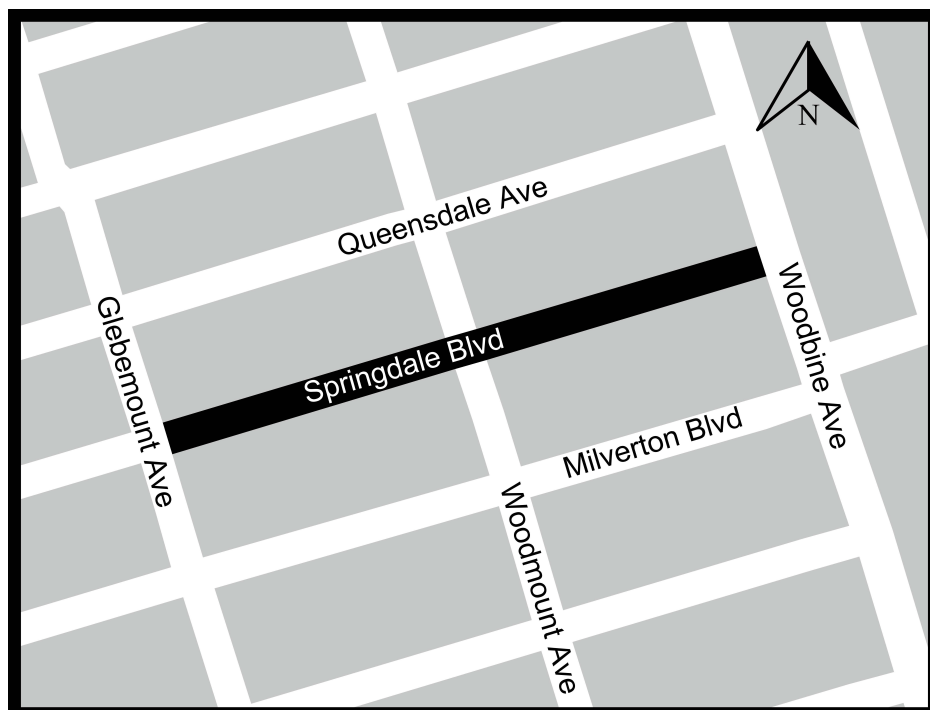 N
Queensdale Ave
Glebemount Ave
Springdale Blvd
Woodbine Ave
Milverton Blvd
Woodmount Ave